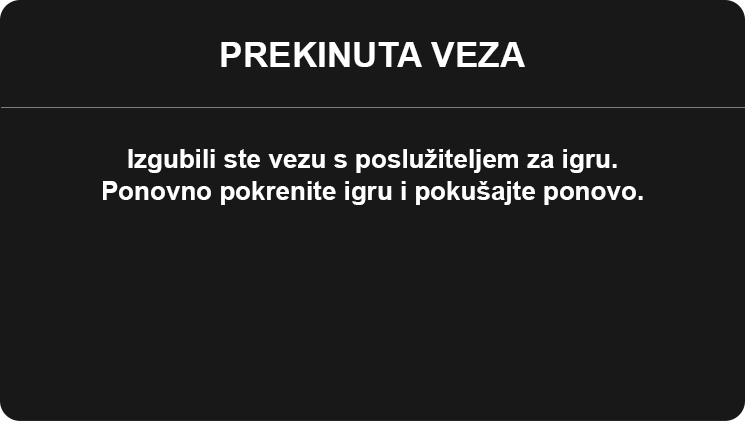 PREKINUTA VEZA
Izgubili ste vezu s poslužiteljem za igru.
Ponovno pokrenite igru i pokušajte ponovo.